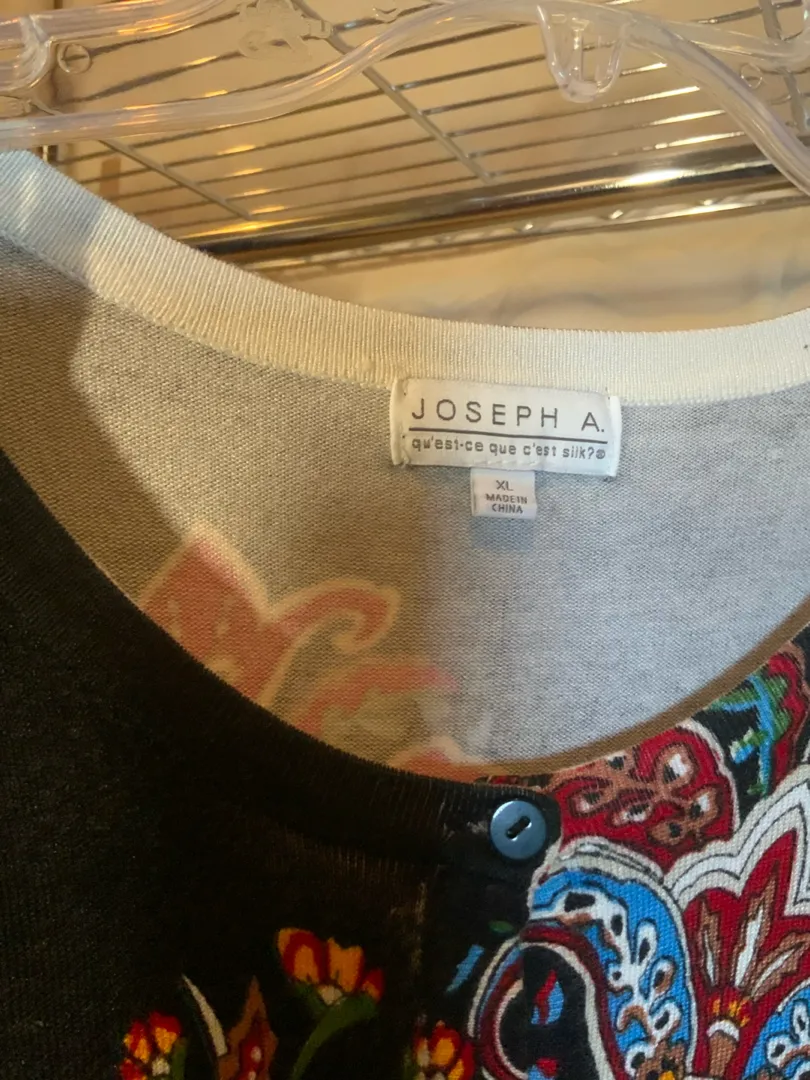 JOSEPH A.
qu'est-ce que c'est silk?®
XL
MADE IN
CHINA